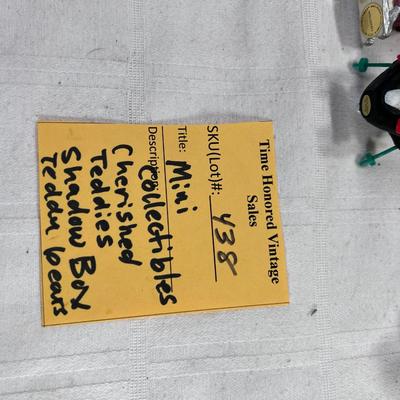 Time Honored Vintage
Sales
SKU(Lot)#: 438
Title: Mini
Collectibles
Description:
Cherished
Teddies
Shadow Box
Teddy bears